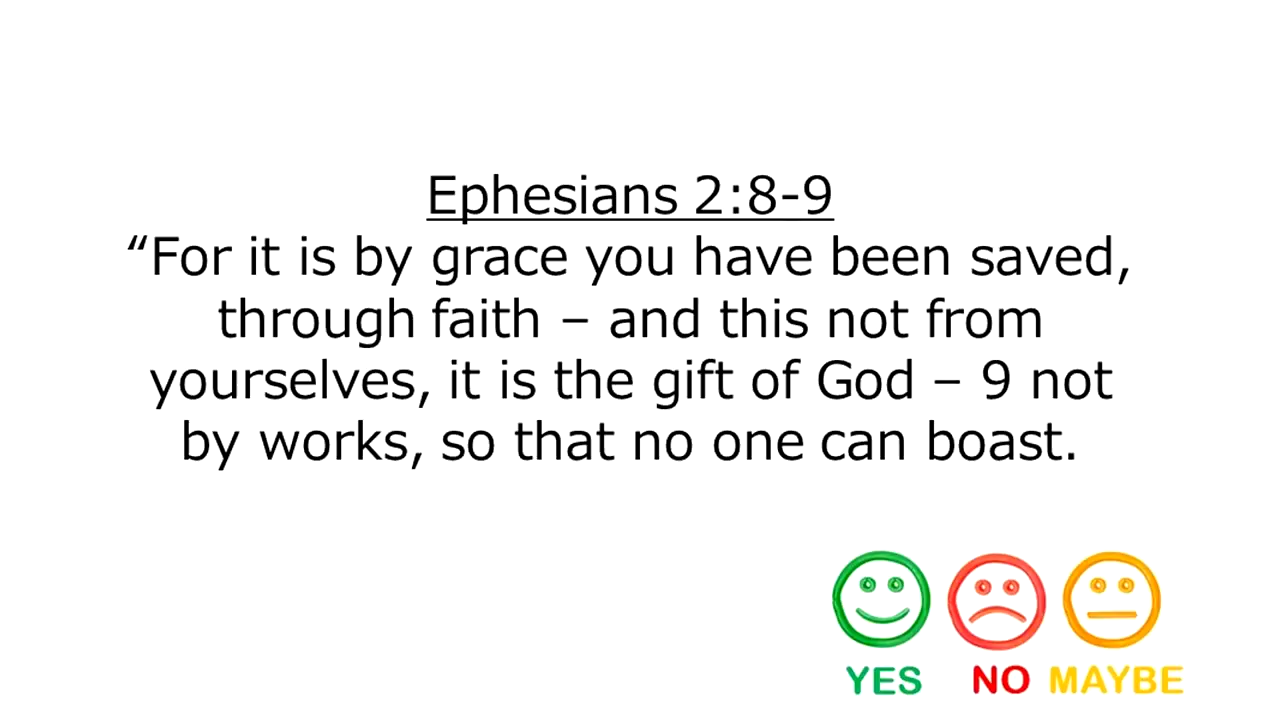 Ephesians 2:8-9
“For it is by grace you have been saved,
through faith – and this not from
yourselves, it is the gift of God – 9 not
by works, so that no one can boast.
YES NO MAYBE